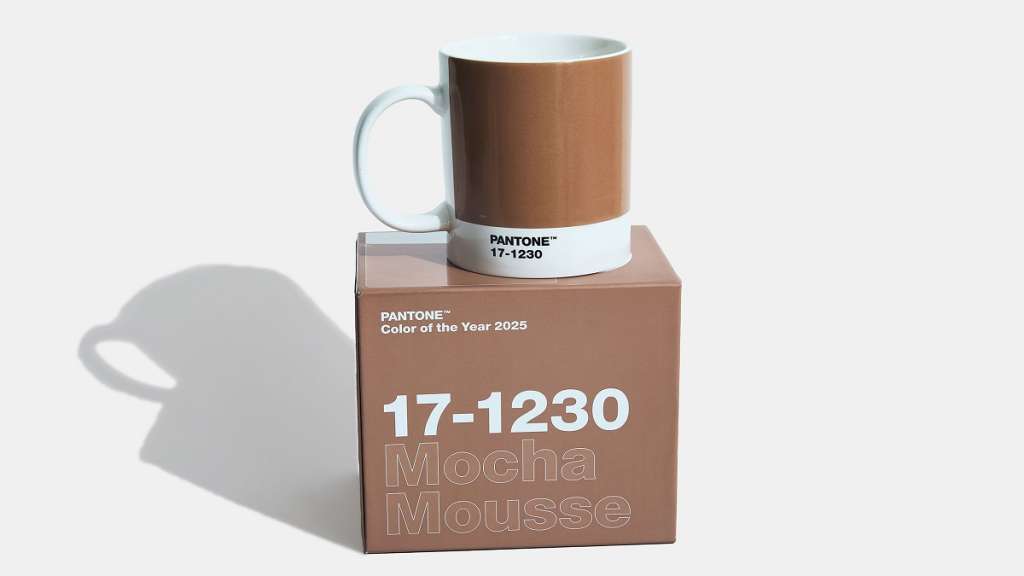 PANTONE™
17-1230
PANTONE™
Color of the Year 2025
17-1230
Mocha
Mousse